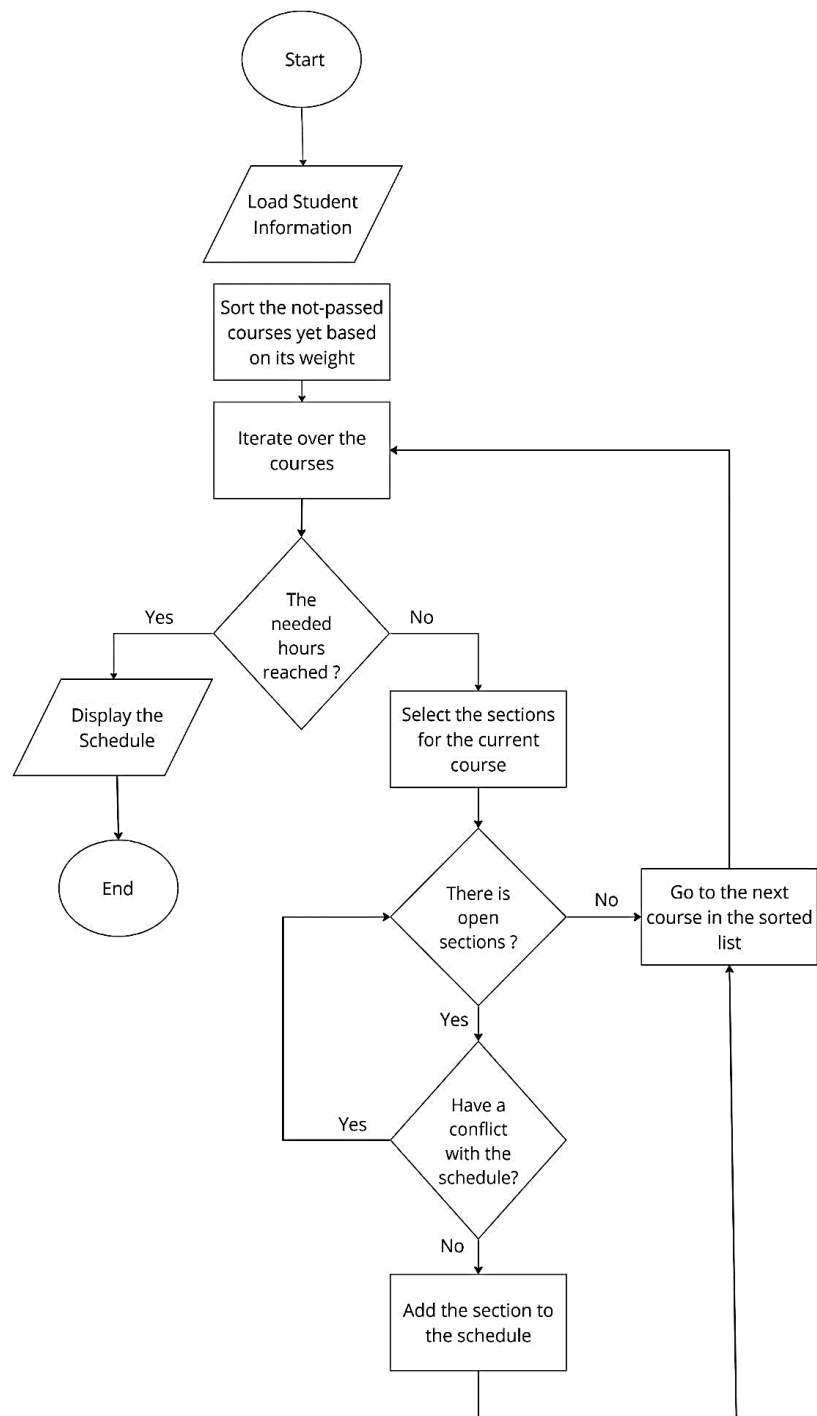 Start
Load Student
Information
Sort the not-passed
courses yet based
on its weight
Iterate over the
courses
The
needed
hours
reached ?
Yes
No
Display the
Schedule
End
Select the sections
for the current
course
There is
open
sections ?
No
Go to the next
course in the sorted
list
Yes
Have a
conflict
with the
schedule?
Yes
No
Add the section to
the schedule